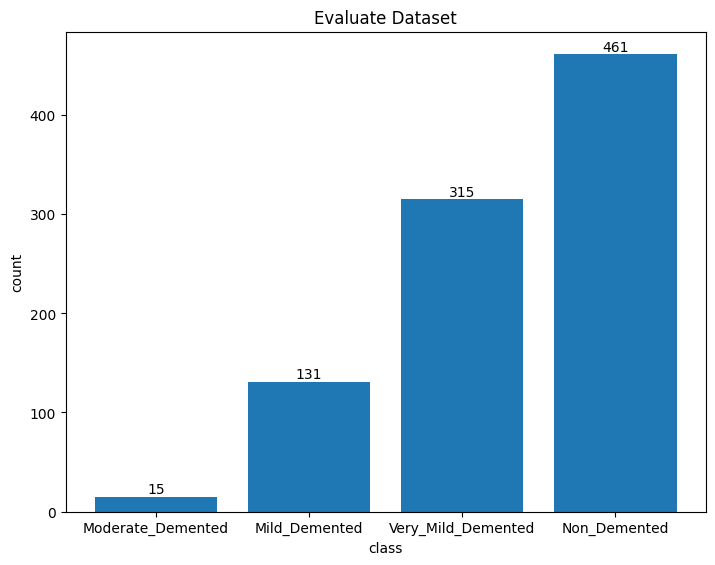 Evaluate Dataset
461
400
315
300
count
200
131
100
15
0
Moderate_Demented Mild_Demented Very_Mild_Demented Non_Demented
class